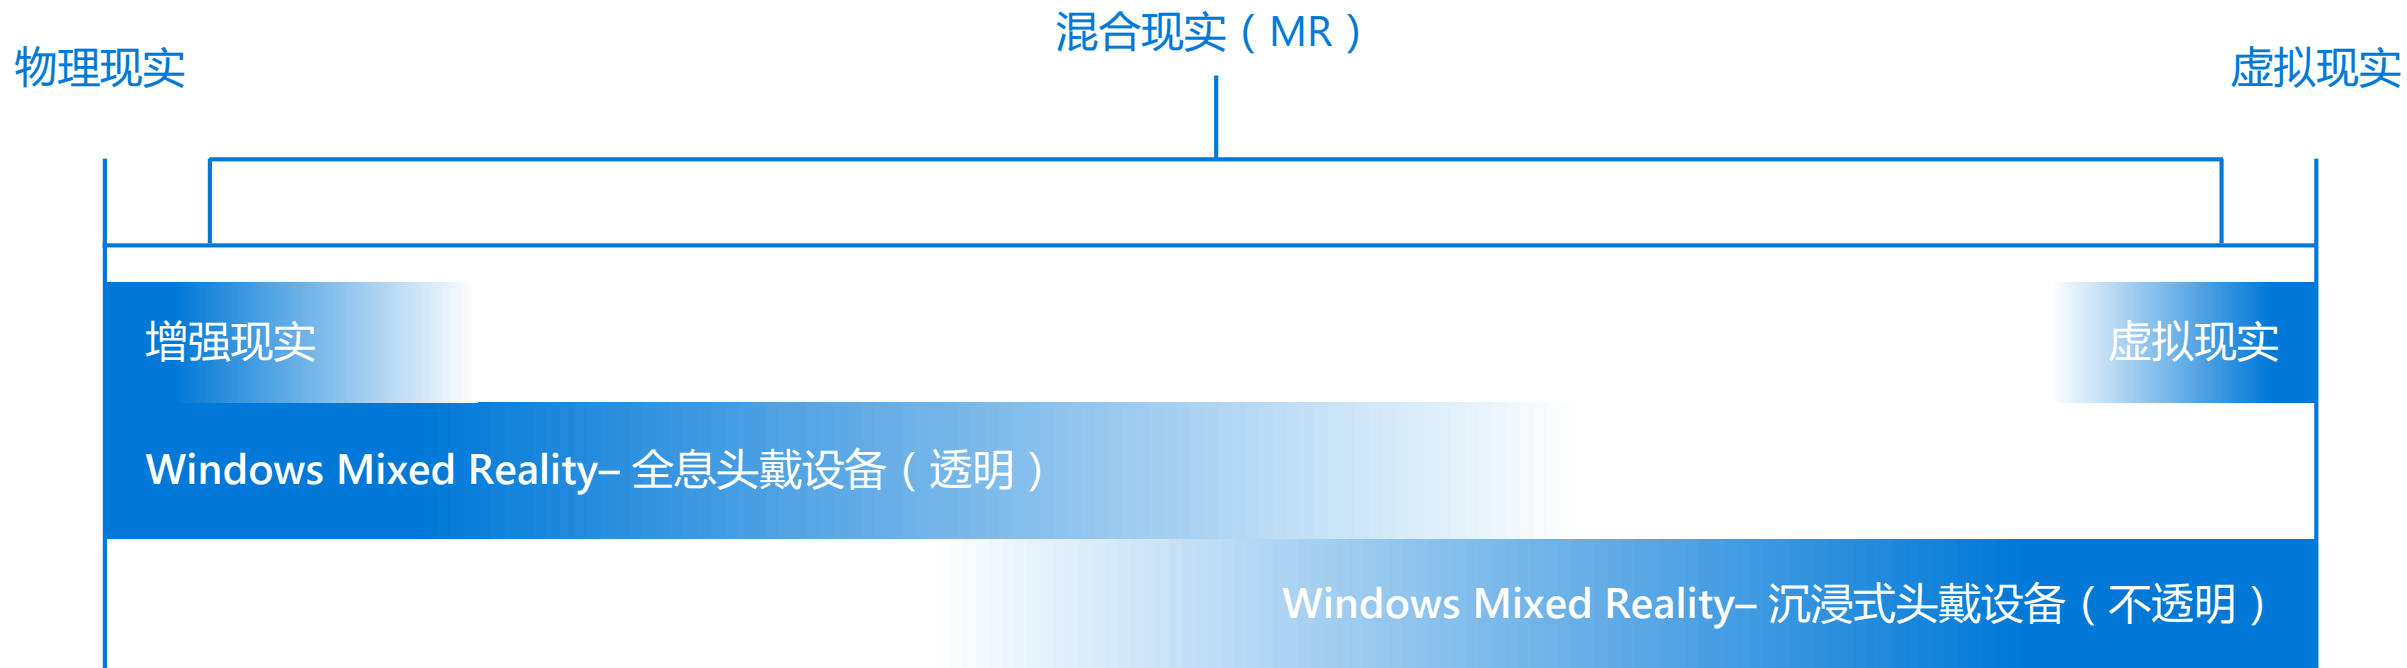 混合现实（MR）
物理现实
虚拟现实
增强现实
虚拟现实
Windows Mixed Reality– 全息头戴设备（透明）
Windows Mixed Reality– 沉浸式头戴设备（不透明）